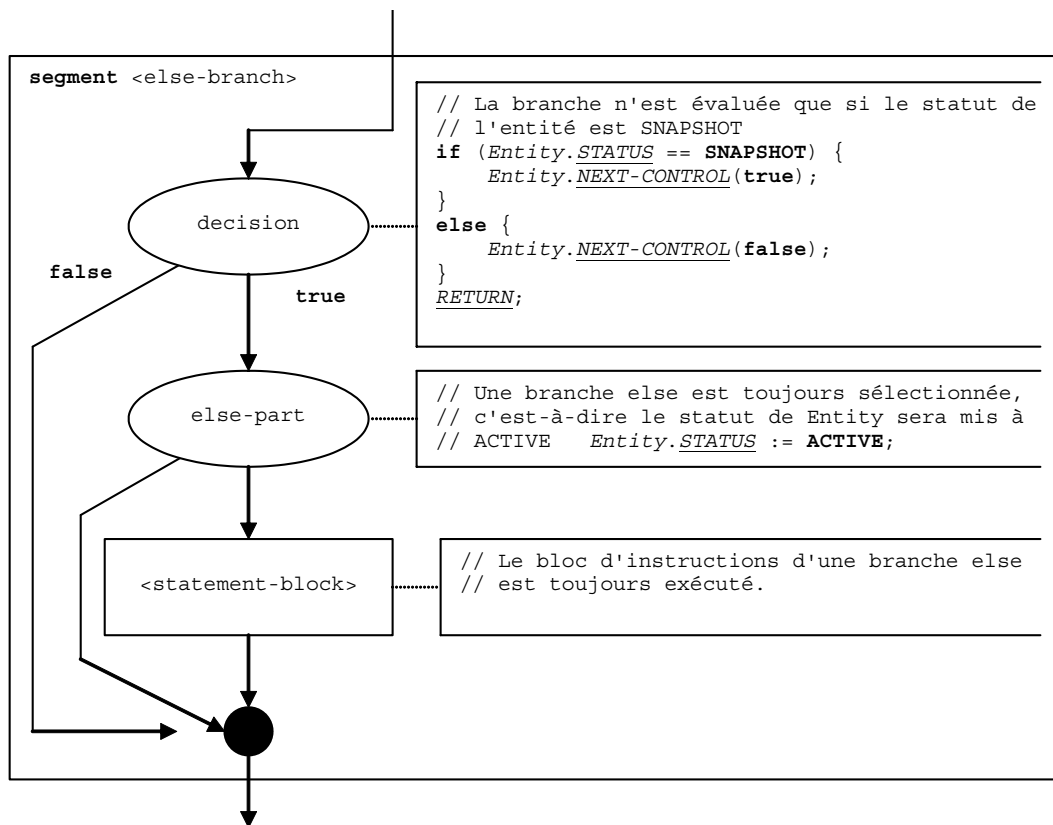 segment <else-branch>
// La branche n'est évaluée que si le statut de
// l'entité est SNAPSHOT
if (Entity.STATUS == SNAPSHOT) {
    Entity.NEXT-CONTROL(true);
}
else {
    Entity.NEXT-CONTROL(false);
}
RETURN;
decision
false
true
// Une branche else est toujours sélectionnée,
// c'est-à-dire le statut de Entity sera mis à
// ACTIVE   Entity.STATUS := ACTIVE;
else-part
// Le bloc d'instructions d'une branche else
// est toujours exécuté.
<statement-block>